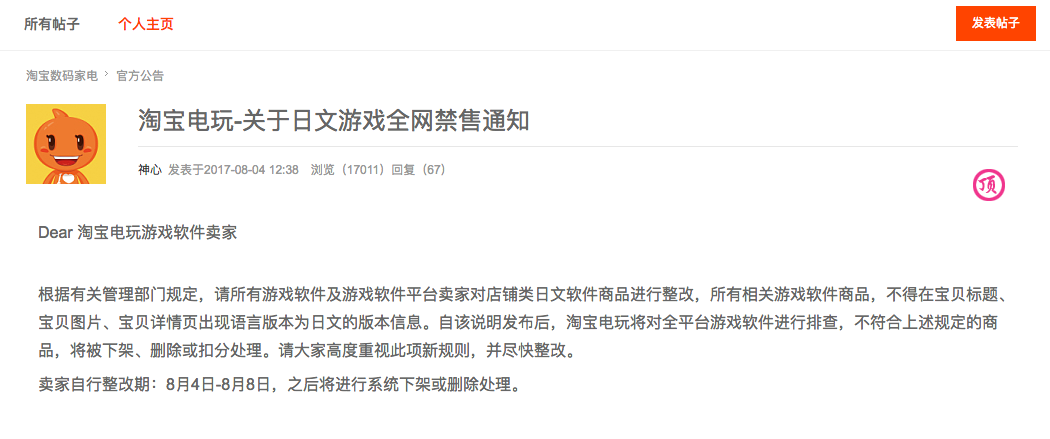 所有帖子 个人主页 发表帖子
淘宝数码家电 > 官方公告
淘宝电玩-关于日文游戏全网禁售通知
神心 发表于2017-08-04 12:38 浏览（17011）回复（67）
顶
Dear 淘宝电玩游戏软件卖家
根据有关管理部门规定，请所有游戏软件及游戏软件平台卖家对店铺类日文软件商品进行整改，所有相关游戏软件商品，不得在宝贝标题、
宝贝图片、宝贝详情页出现语言版本为日文的版本信息。自该说明发布后，淘宝电玩将对全平台游戏软件进行排查，不符合上述规定的商
品，将被下架、删除或扣分处理。请大家高度重视此项新规则，并尽快整改。
卖家自行整改期：8月4日-8月8日，之后将进行系统下架或删除处理。